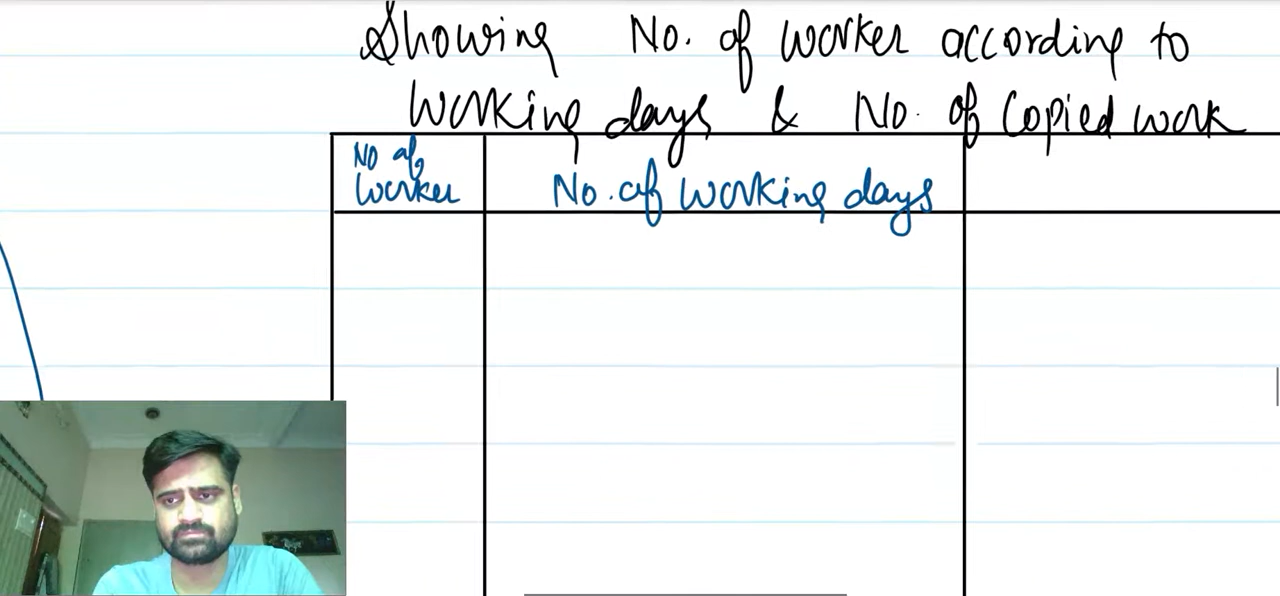 Showing No. of worker according to
Working days & No. of Copied work
No of
Worker
No. of working days